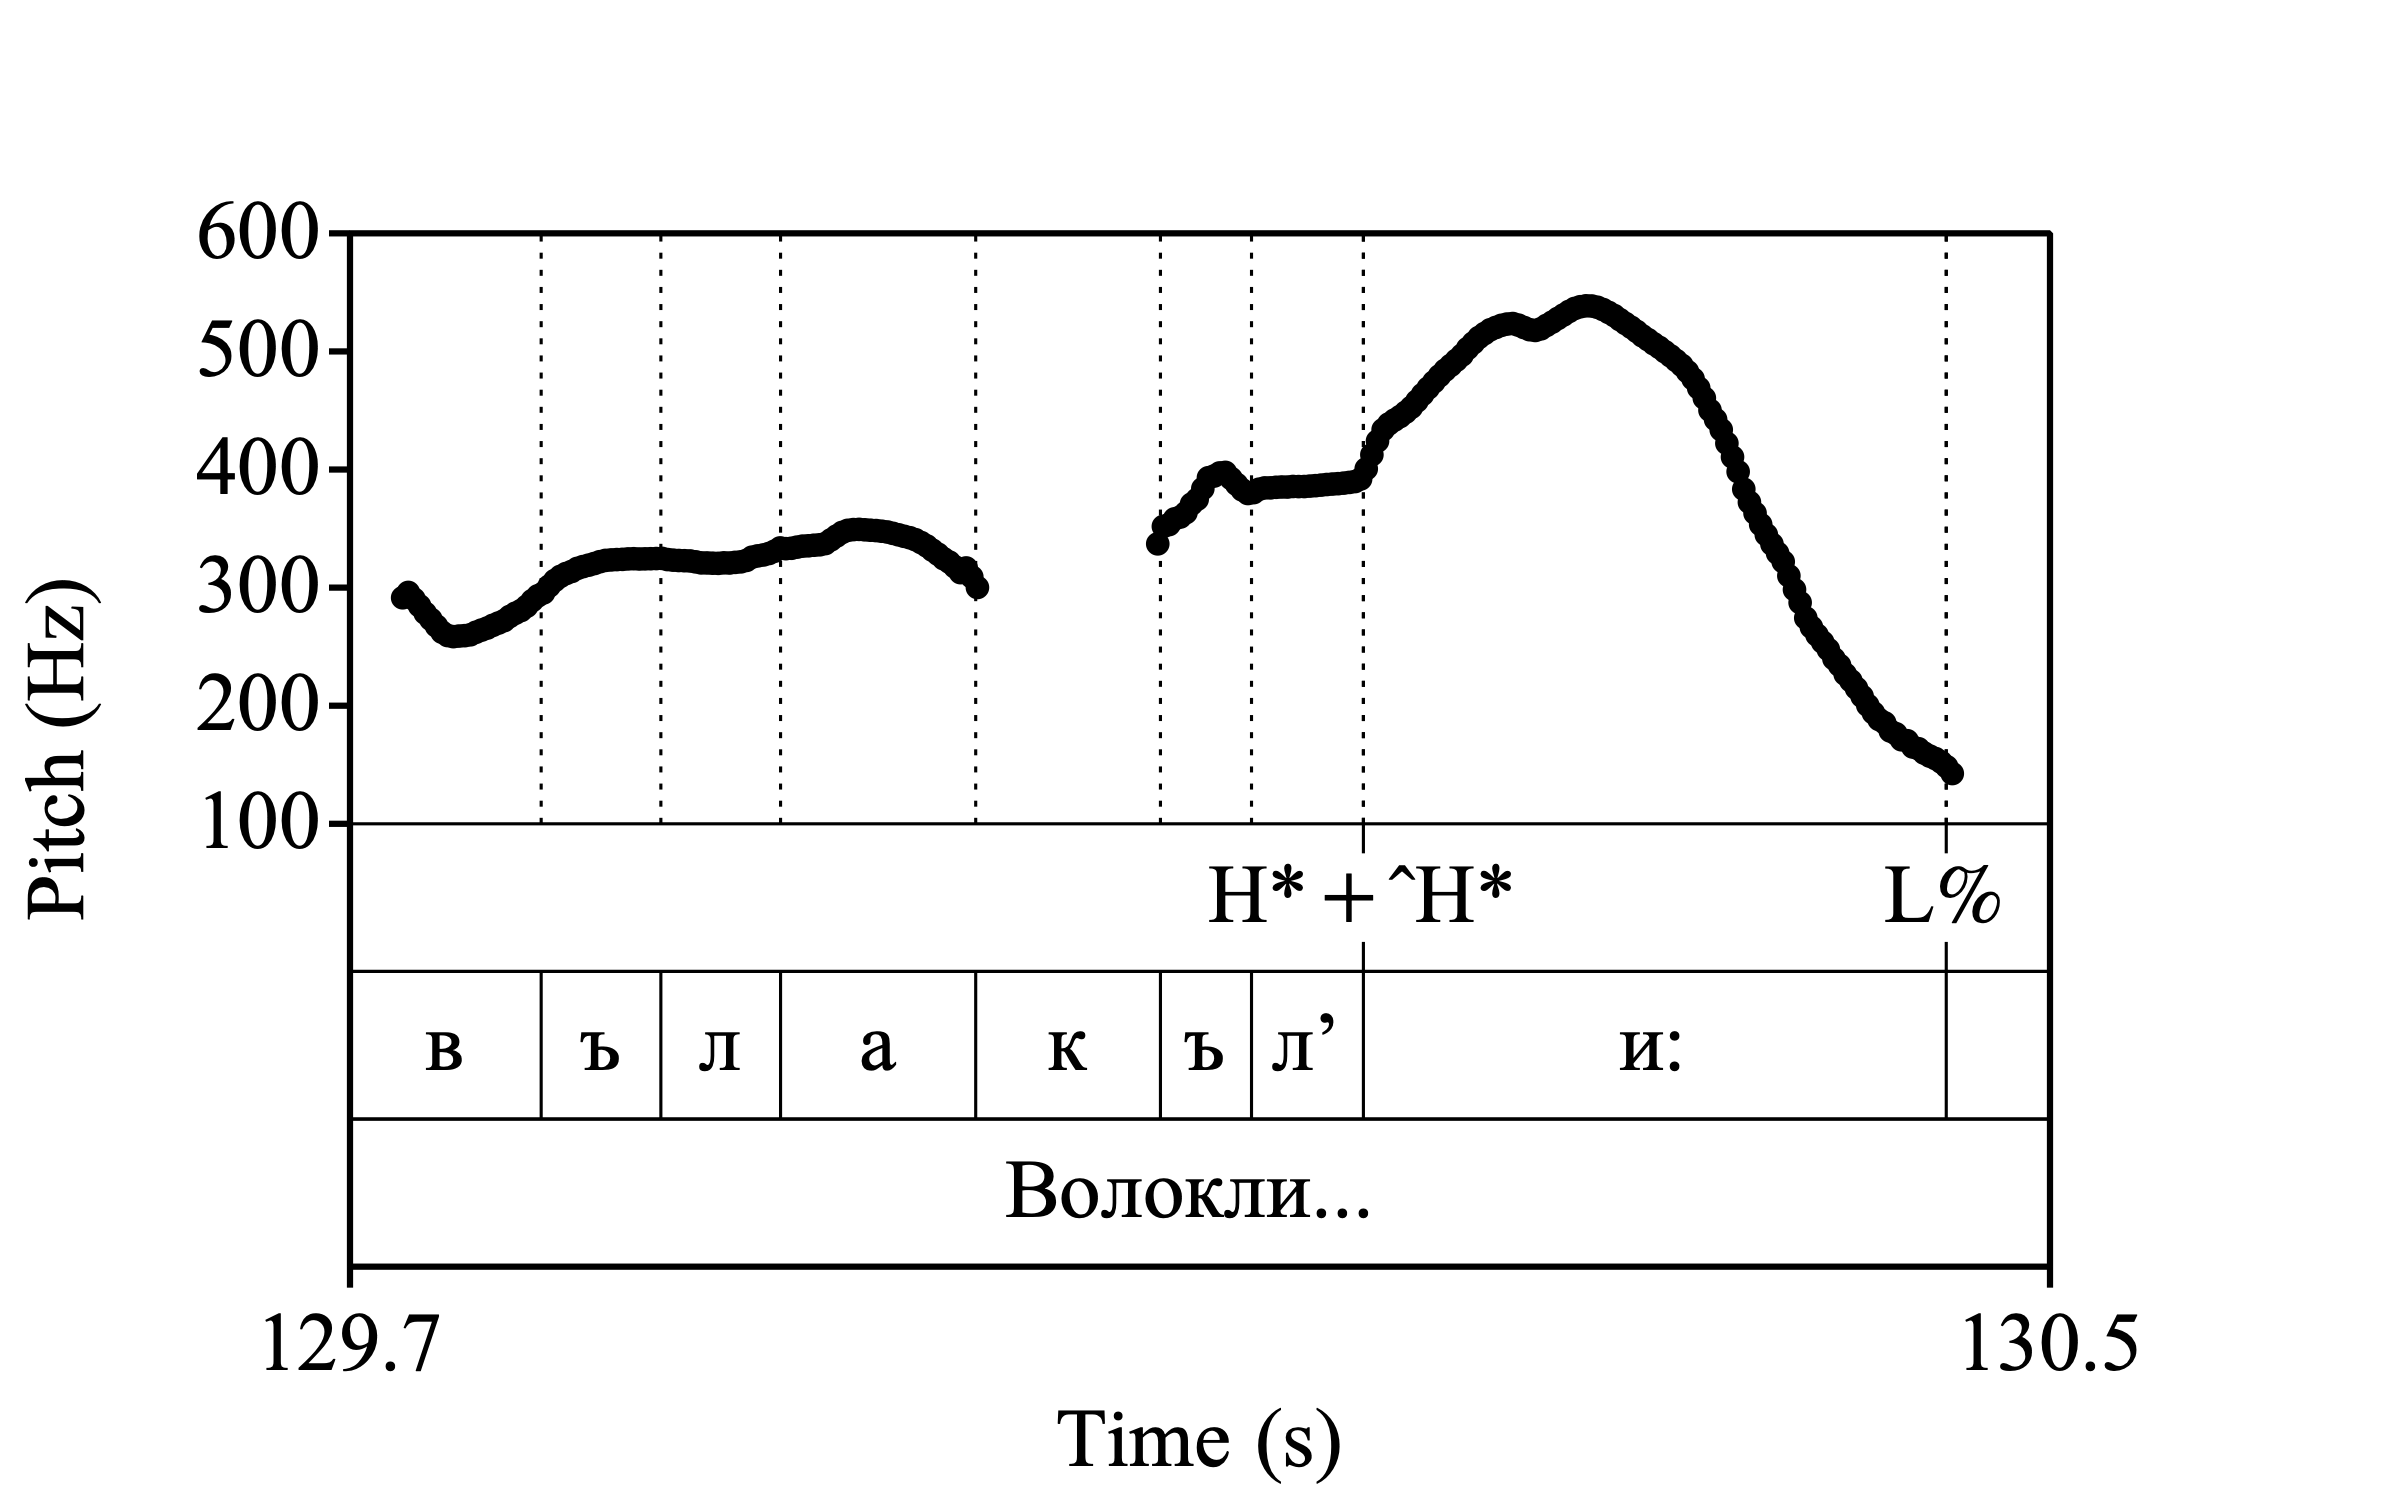 600
500
400
300
200
100
Pitch (Hz)
H* + ˆH* L%
в ъ л а к ъ л’ и:
Волокли...
129.7 130.5
Time (s)